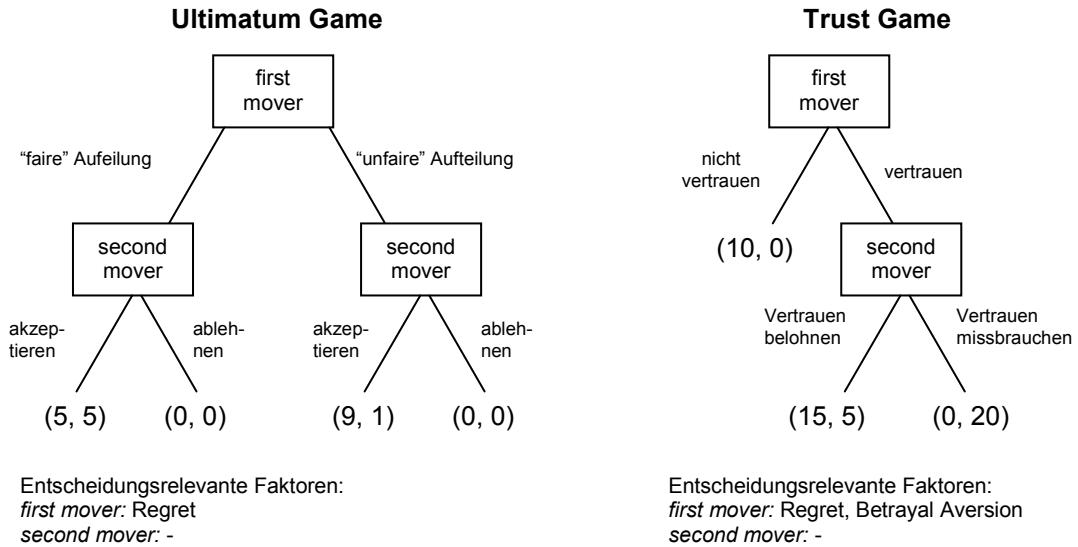 Ultimatum Game
first
mover
"faire" Aufeilung
"unfaire" Aufteilung
second
mover
second
mover
akzep-
tieren
ableh-
nen
akzep-
tieren
ableh-
nen
(5, 5)
(0, 0)
(9, 1)
(0, 0)
Entscheidungsrelevante Faktoren:
first mover: Regret
second mover: -
Trust Game
first
mover
nicht
vertrauen
vertrauen
(10, 0)
second
mover
Vertrauen
belohnen
Vertrauen
missbrauchen
(15, 5)
(0, 20)
Entscheidungsrelevante Faktoren:
first mover: Regret, Betrayal Aversion
second mover: -